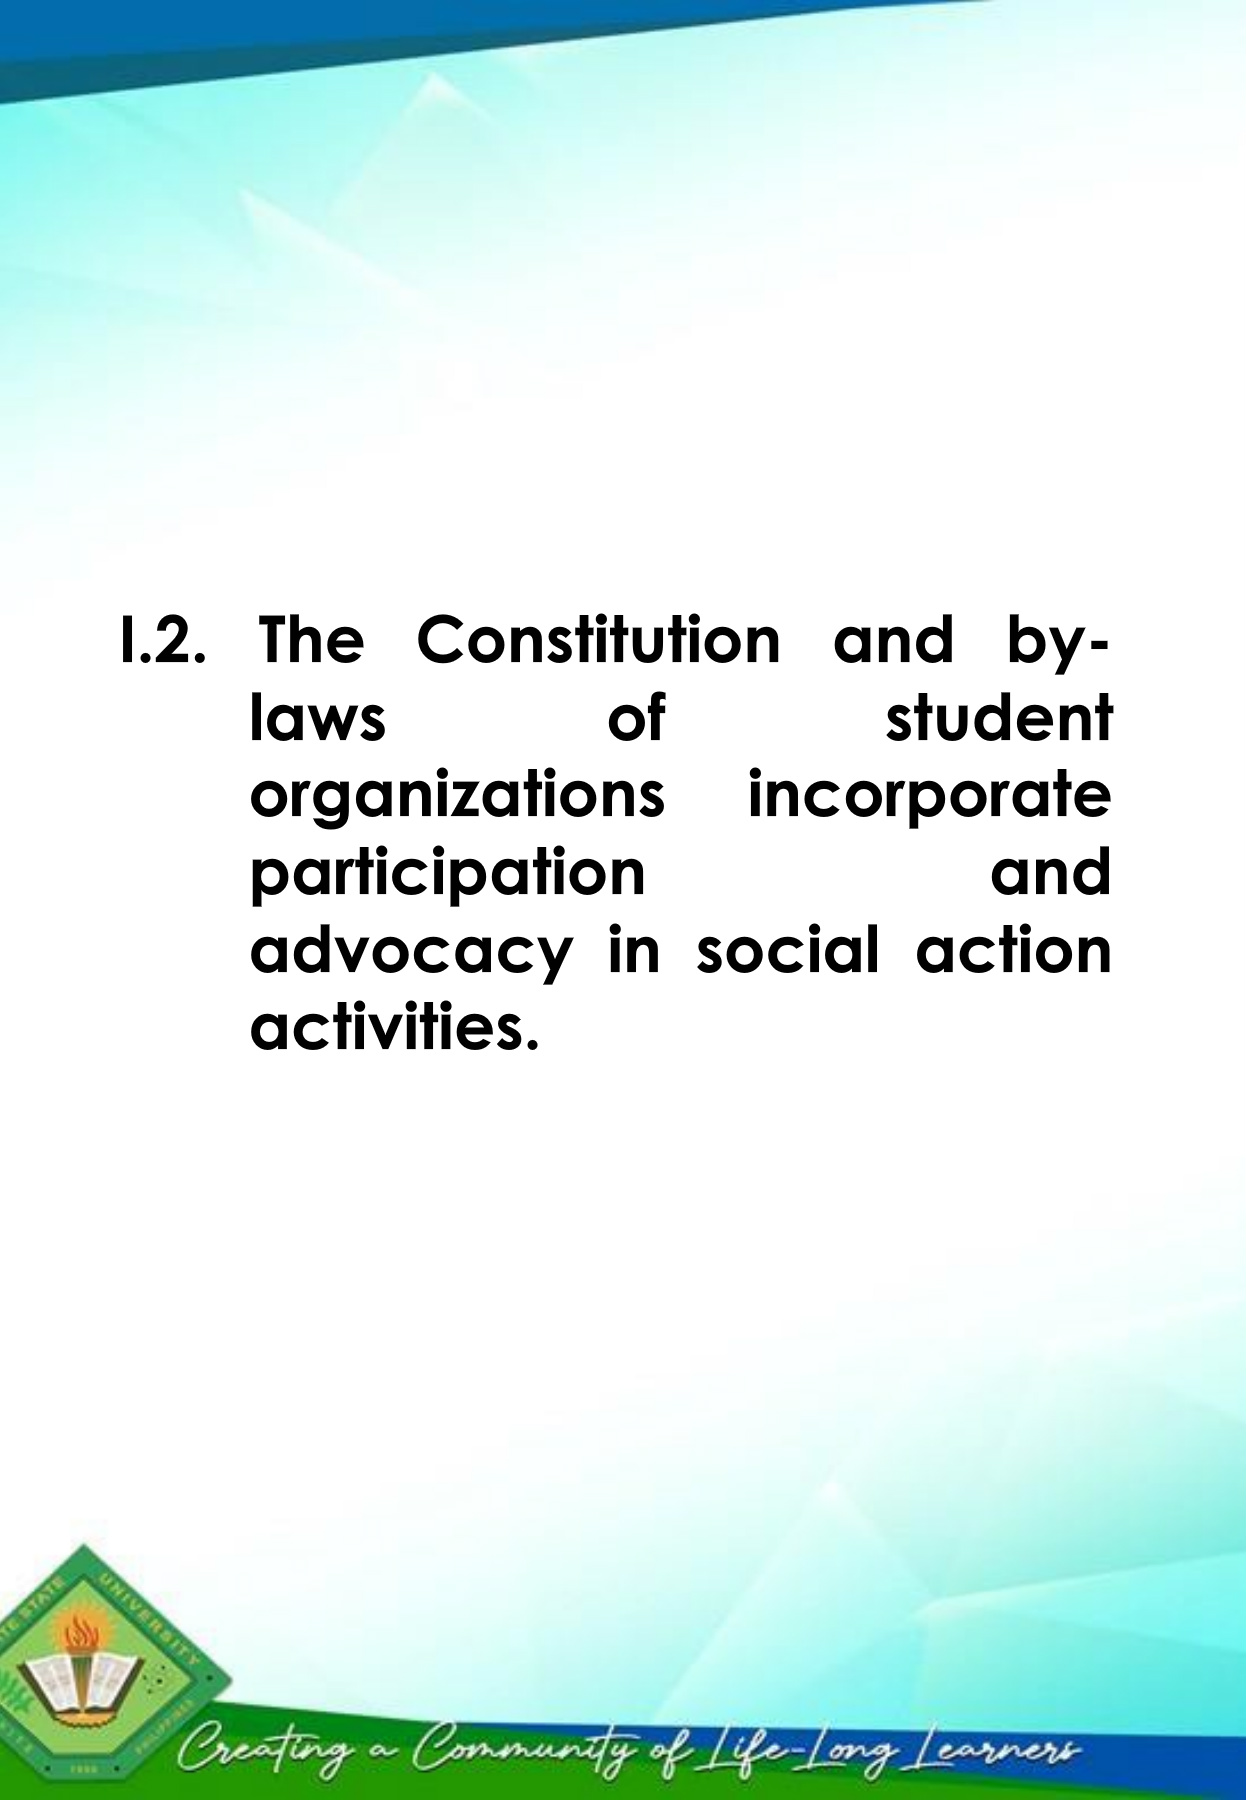 I.2. The Constitution and by-
laws of student
organizations incorporate
participation and
advocacy in social action
activities.
STATE UNIVERSITY
PHILIPPINES
Creating a Community of Life-Long Learners